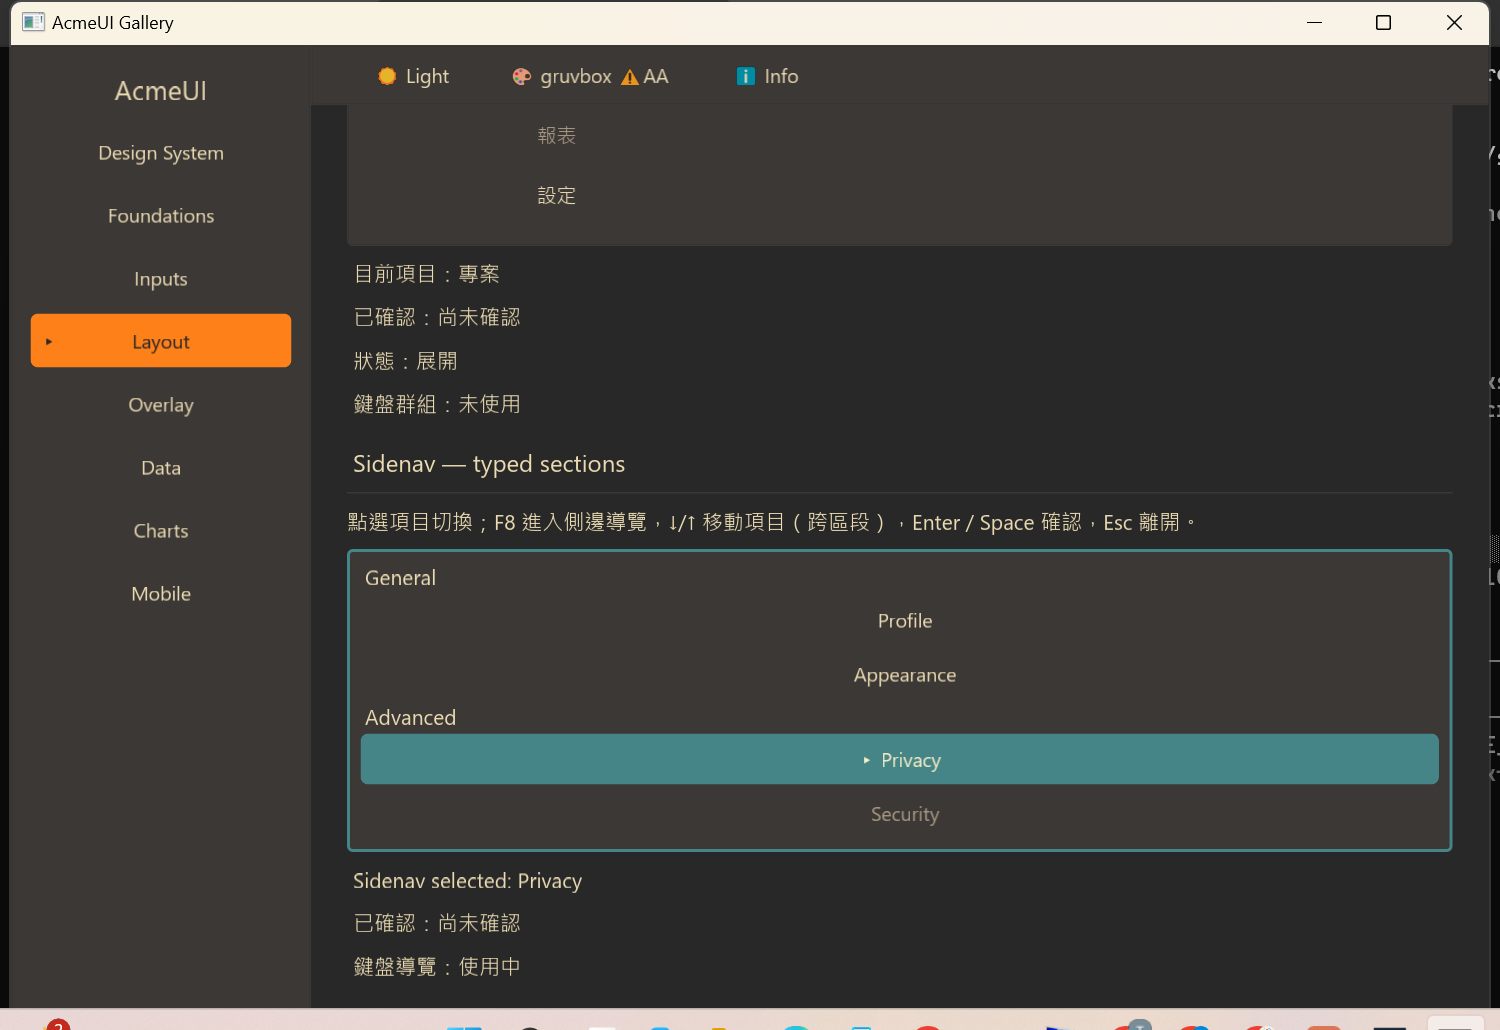 AcmeUI Gallery
AcmeUI
Light
gruvbox ⚠ AA
Info
Design System
Foundations
Inputs
Layout
Overlay
Data
Charts
Mobile
報表
設定
目前項目：專案
已確認：尚未確認
狀態：展開
鍵盤群組：未使用
Sidenav — typed sections
點選項目切換；F8 進入側邊導覽，↓/↑ 移動項目（跨區段），Enter / Space 確認，Esc 離開。
General
Profile
Appearance
Advanced
▸ Privacy
Security
Sidenav selected: Privacy
已確認：尚未確認
鍵盤導覽：使用中